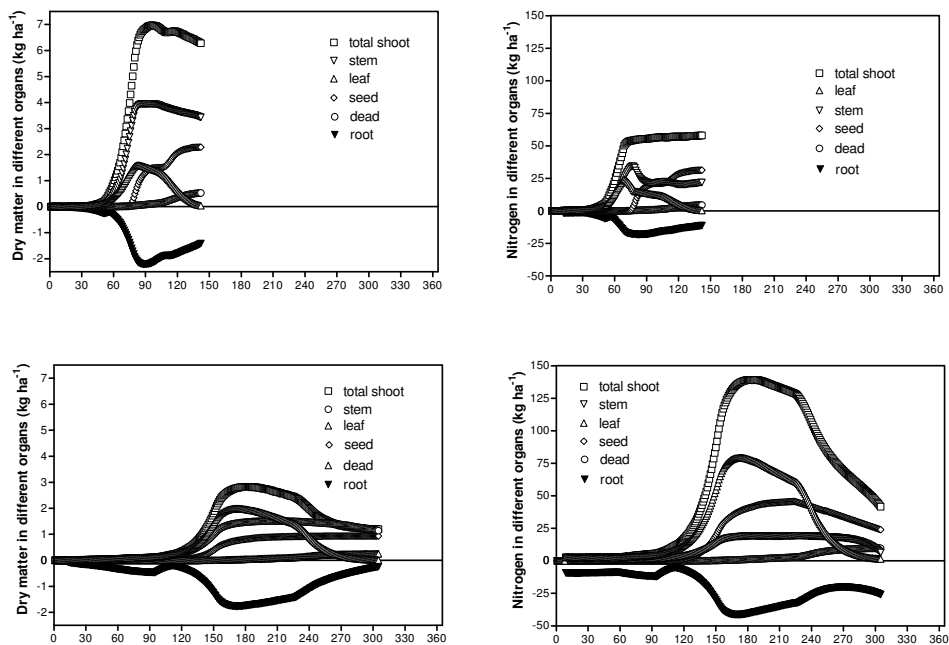 Dry matter in different organs (kg ha-1)
7
6
5
4
3
2
1
0
-1
-2
total shoot
stem
leaf
seed
dead
root
0 30 60 90 120 150 180 210 240 270 300 330 360
Nitrogen in different organs (kg ha-1)
150
125
100
75
50
25
0
-25
-50
total shoot
leaf
stem
seed
dead
root
0 30 60 90 120 150 180 210 240 270 300 330 360
Dry matter in different organs (kg ha-1)
7
6
5
4
3
2
1
0
-1
-2
total shoot
stem
leaf
seed
dead
root
0 30 60 90 120 150 180 210 240 270 300 330 360
Nitrogen in different organs (kg ha-1)
150
125
100
75
50
25
0
-25
-50
total shoot
stem
leaf
seed
dead
root
0 30 60 90 120 150 180 210 240 270 300 330 360